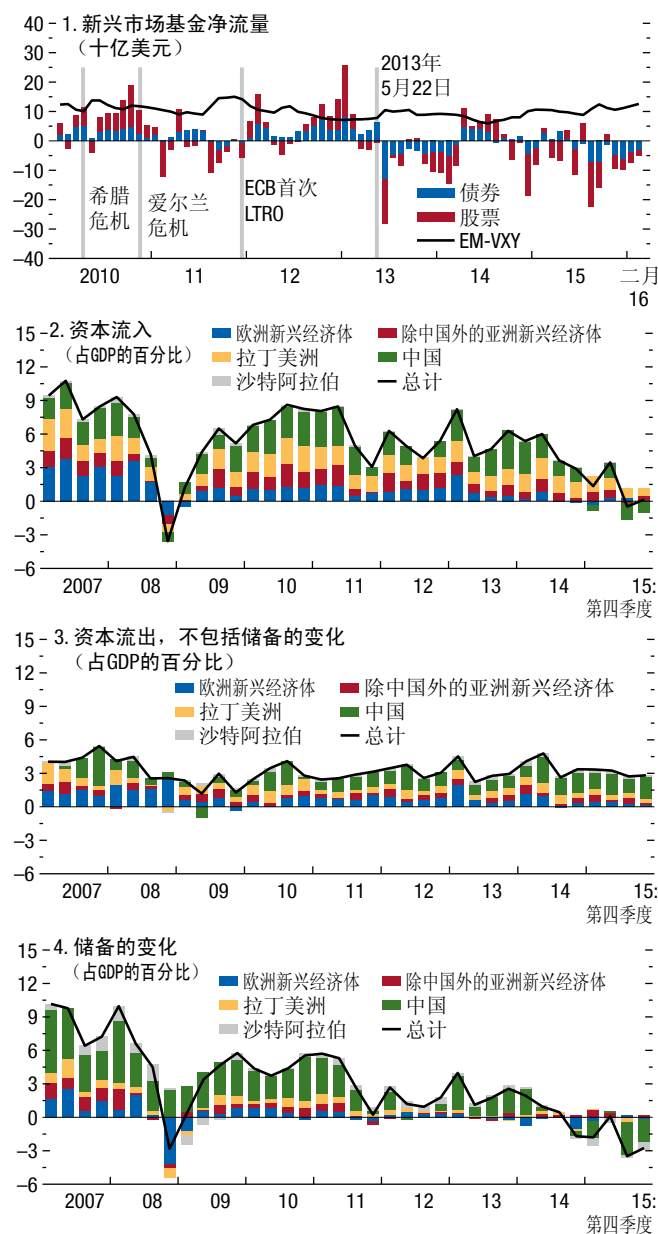 1. 新兴市场基金净流量
（十亿美元）
40
30
20
10
0
–10
–20
–30
–40
2013年
5月22日
希腊
危机
爱尔兰
危机
ECB首次
LTRO
债券
股票
EM-VXY
2010 11 12 13 14 15 二月
16
2. 资本流入
（占GDP的百分比）
欧洲新兴经济体 除中国外的亚洲新兴经济体
拉丁美洲 中国
沙特阿拉伯 总计
15
12
9
6
3
0
–3
–6
2007 08 09 10 11 12 13 14 15:
第四季度
3. 资本流出，不包括储备的变化
（占GDP的百分比）
欧洲新兴经济体 除中国外的亚洲新兴经济体
拉丁美洲 中国
沙特阿拉伯 总计
15
12
9
6
3
0
–3
–6
2007 08 09 10 11 12 13 14 15:
第四季度
4. 储备的变化
（占GDP的百分比）
欧洲新兴经济体 除中国外的亚洲新兴经济体
拉丁美洲 中国
沙特阿拉伯 总计
15
12
9
6
3
0
–3
–6
2007 08 09 10 11 12 13 14 15:
第四季度